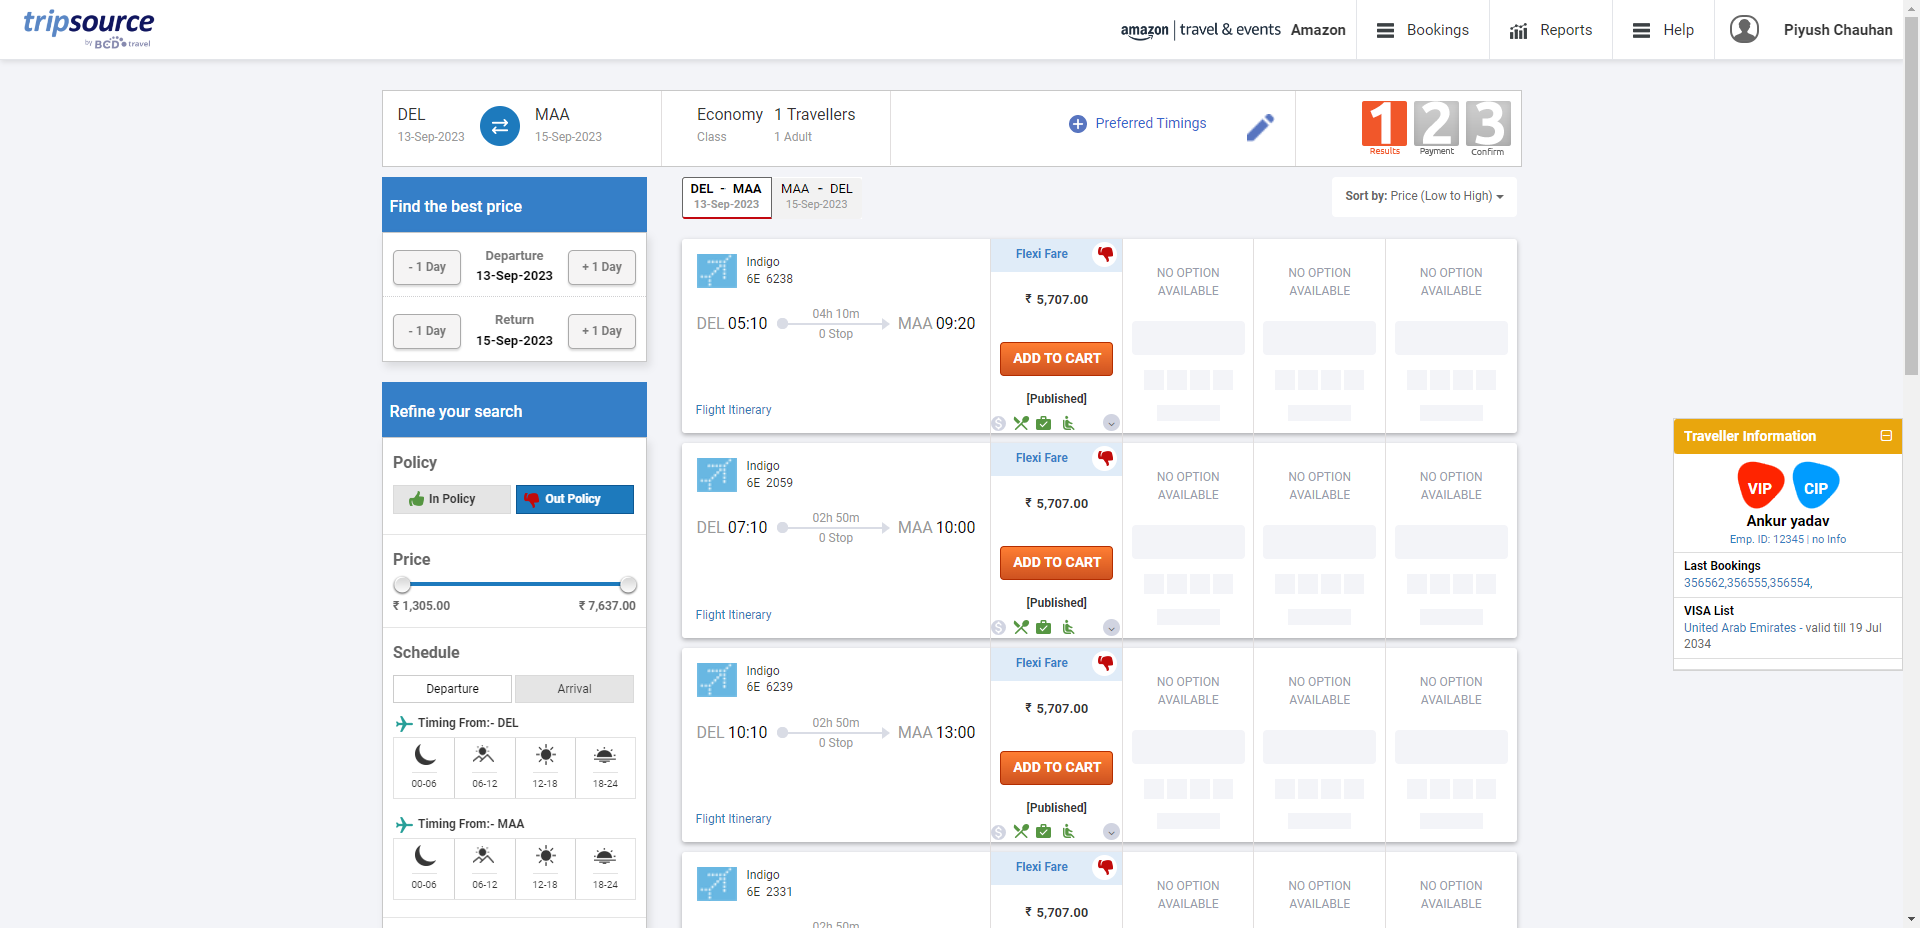 tripsource
by BCD travel
amazon | travel & events Amazon
Bookings
Reports
Help
Piyush Chauhan
DEL
13-Sep-2023
MAA
15-Sep-2023
Economy
Class
1 Travellers
1 Adult
Preferred Timings
1 2 3
Results Payment Confirm
Find the best price
- 1 Day
Departure
13-Sep-2023
+ 1 Day
- 1 Day
Return
15-Sep-2023
+ 1 Day
Refine your search
Policy
In Policy
Out Policy
Price
₹ 1,305.00
₹ 7,637.00
Schedule
Departure
Arrival
Timing From:- DEL
00-06 06-12 12-18 18-24
Timing From:- MAA
00-06 06-12 12-18 18-24
DEL - MAA
13-Sep-2023
MAA - DEL
15-Sep-2023
Sort by: Price (Low to High)
Indigo
6E 6238
DEL 05:10
04h 10m
0 Stop
MAA 09:20
Flight Itinerary
Flexi Fare
₹ 5,707.00
ADD TO CART
[Published]
NO OPTION
AVAILABLE
NO OPTION
AVAILABLE
NO OPTION
AVAILABLE
Indigo
6E 2059
DEL 07:10
02h 50m
0 Stop
MAA 10:00
Flight Itinerary
Flexi Fare
₹ 5,707.00
ADD TO CART
[Published]
NO OPTION
AVAILABLE
NO OPTION
AVAILABLE
NO OPTION
AVAILABLE
Indigo
6E 6239
DEL 10:10
02h 50m
0 Stop
MAA 13:00
Flight Itinerary
Flexi Fare
₹ 5,707.00
ADD TO CART
[Published]
NO OPTION
AVAILABLE
NO OPTION
AVAILABLE
NO OPTION
AVAILABLE
Indigo
6E 2331
02h 50m
Flexi Fare
₹ 5,707.00
NO OPTION
AVAILABLE
NO OPTION
AVAILABLE
NO OPTION
AVAILABLE
Traveller Information
VIP CIP
Ankur yadav
Emp. ID: 12345 | no Info
Last Bookings
356562,356555,356554,
VISA List
United Arab Emirates - valid till 19 Jul
2034